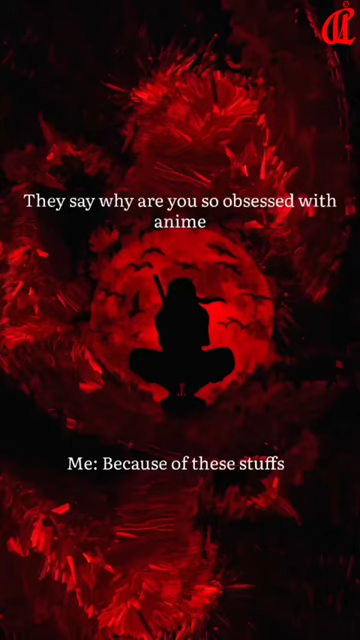 They say why are you so obsessed with
anime
Me: Because of these stuffs